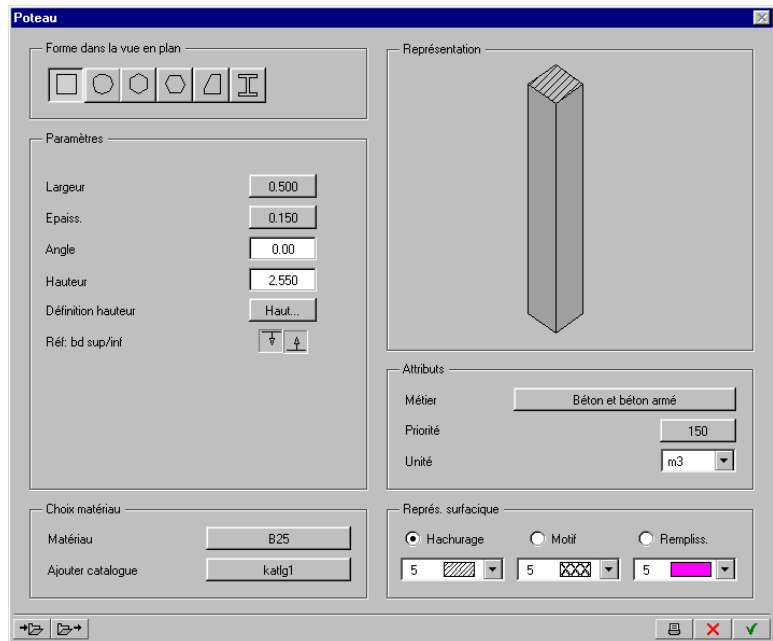 Poteau
Forme dans la vue en plan
Paramètres
Largeur 0.500
Epaiss. 0.150
Angle 0.00
Hauteur 2.550
Définition hauteur Haut...
Réf: bd sup/inf
Choix matériau
Matériau B25
Ajouter catalogue katlg1
Représentation
Attributs
Métier Béton et béton armé
Priorité 150
Unité m3
Représ. surfacique
Hachurage Motif Rempliss.
5 5 5